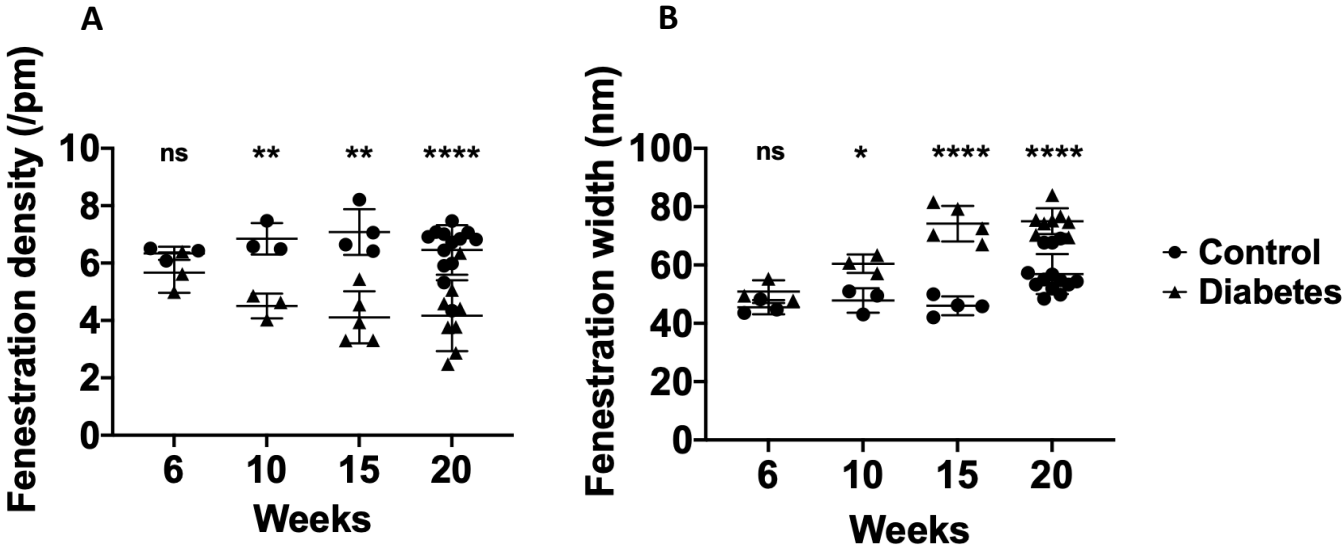 A
Fenestration density (/pm)
10
8
6
4
2
0
ns ** ** ****
6 10 15 20
Weeks
B
Fenestration width (nm)
100
80
60
40
20
0
ns * **** ****
6 10 15 20
Weeks
Control
Diabetes